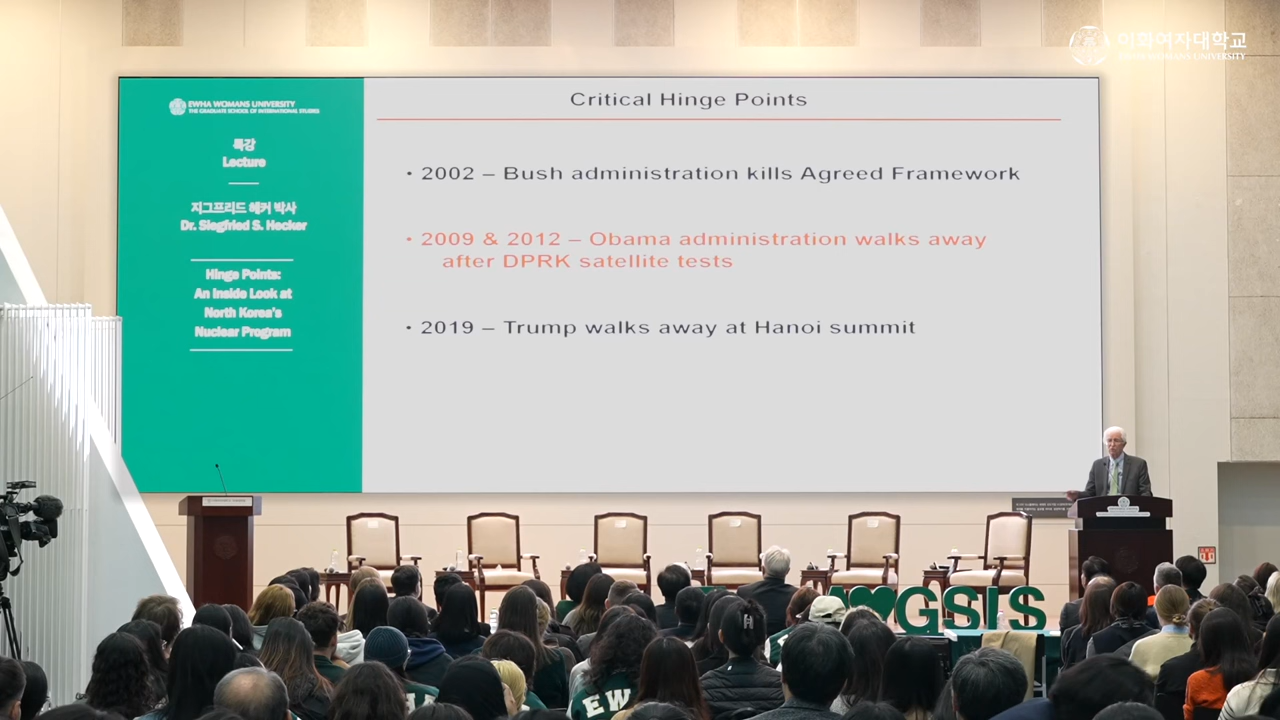 이화여자대학교
EWHA WOMANS UNIVERSITY
EWHA WOMANS UNIVERSITY
THE GRADUATE SCHOOL OF INTERNATIONAL STUDIES
특강
Lecture
지그프리드 헤커 박사
Dr. Siegfried S. Hecker
Hinge Points:
An Inside Look at
North Korea's
Nuclear Program
Critical Hinge Points
• 2002 – Bush administration kills Agreed Framework
• 2009 & 2012 – Obama administration walks away
after DPRK satellite tests
• 2019 – Trump walks away at Hanoi summit
GSIS
EW